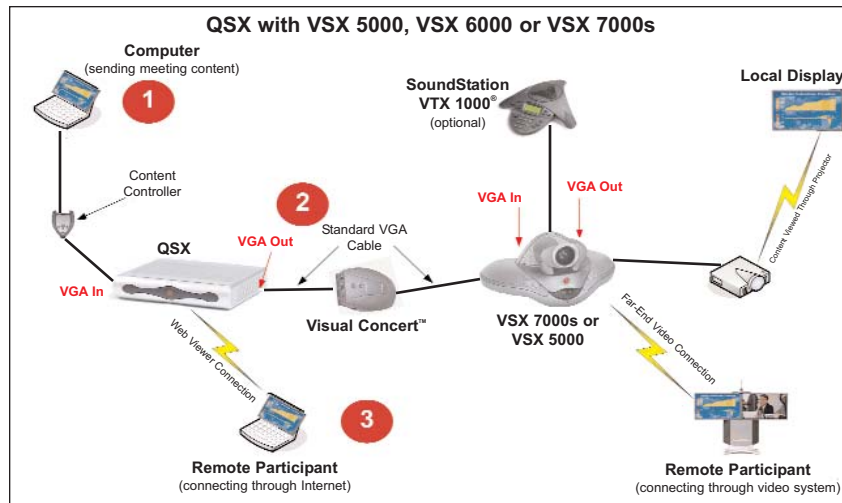 QSX with VSX 5000, VSX 6000 or VSX 7000s
Computer
(sending meeting content)
1
SoundStation
VTX 1000®
(optional)
Local Display
Content
Controller
2
VGA In
VGA Out
Content Viewed Through Projector
QSX
VGA Out
Standard VGA
Cable
VGA In
Visual Concert™
VSX 7000s or
VSX 5000
Web Viewer Connection
Far-End Video Connection
3
Remote Participant
(connecting through Internet)
Remote Participant
(connecting through video system)